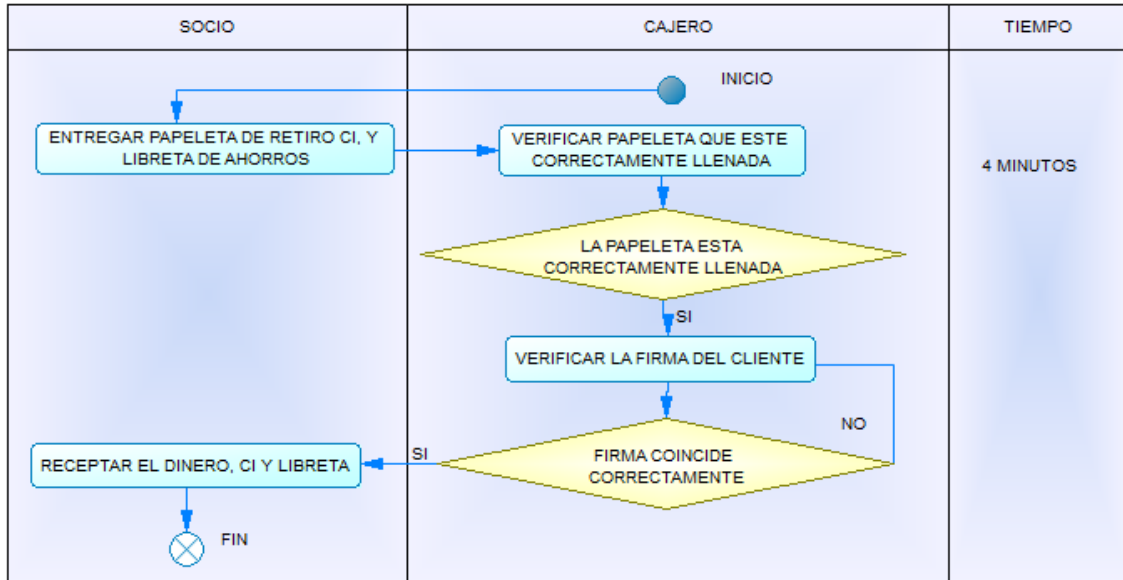 SOCIO
CAJERO
TIEMPO
INICIO
ENTREGAR PAPELETA DE RETIRO CI, Y
LIBRETA DE AHORROS
VERIFICAR PAPELETA QUE ESTE
CORRECTAMENTE LLENADA
4 MINUTOS
LA PAPELETA ESTA
CORRECTAMENTE LLENADA
SI
VERIFICAR LA FIRMA DEL CLIENTE
NO
SI
FIRMA COINCIDE
CORRECTAMENTE
RECEPTAR EL DINERO, CI Y LIBRETA
FIN